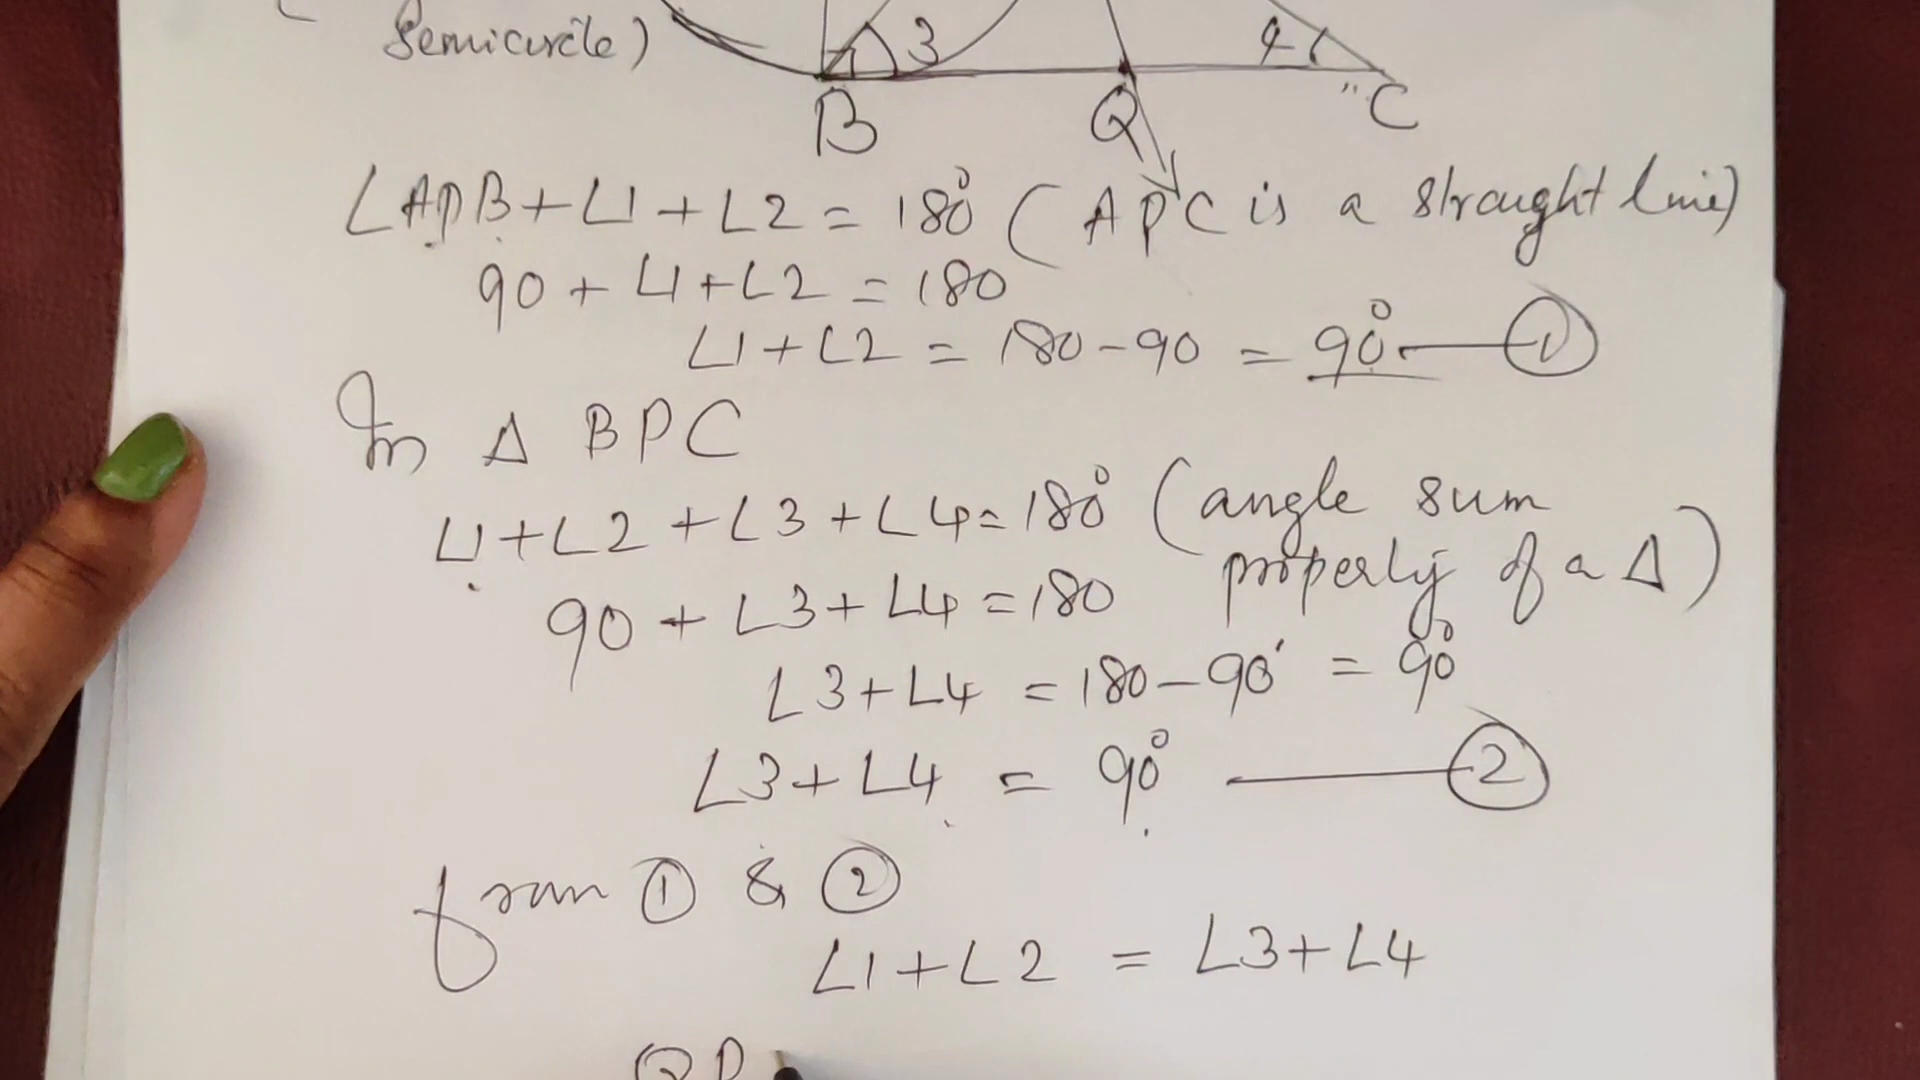 Semicircle)
3
4
B
Q
C
∠APB+∠1+∠2=180° (APC is a straught line)
90+∠1+∠2=180
∠1+∠2=180-90=90° ①
In Δ BPC
∠1+∠2+∠3+∠4=180° (angle sum
property of a Δ)
90+∠3+∠4=180
∠3+∠4=180-90=90°
∠3+∠4=90° ②
from ① & ②
∠1+∠2=∠3+∠4
QP